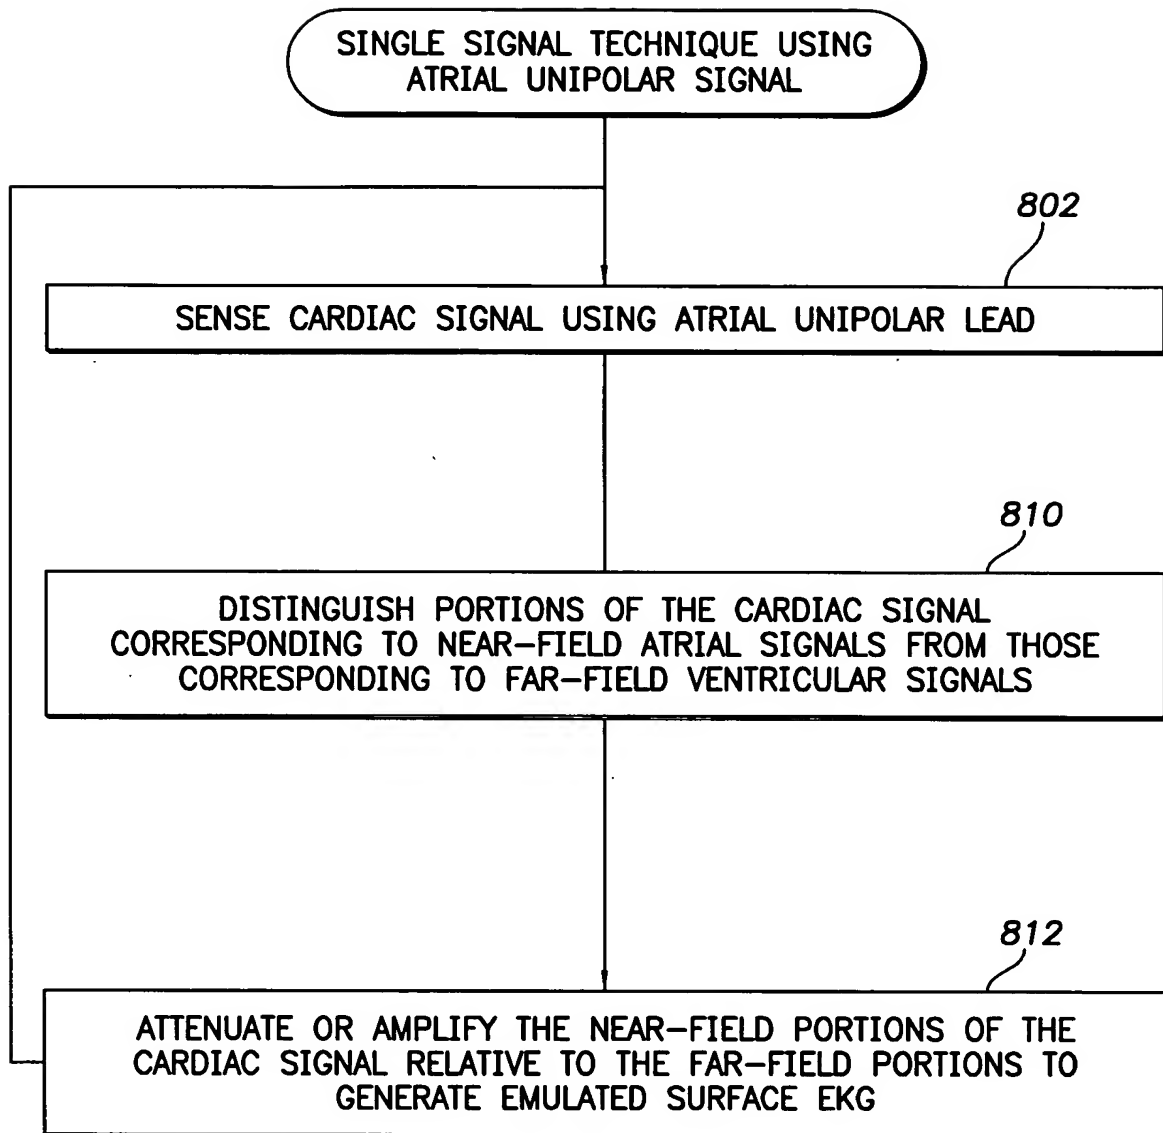 SINGLE SIGNAL TECHNIQUE USING
ATRIAL UNIPOLAR SIGNAL
802
SENSE CARDIAC SIGNAL USING ATRIAL UNIPOLAR LEAD
810
DISTINGUISH PORTIONS OF THE CARDIAC SIGNAL
CORRESPONDING TO NEAR-FIELD ATRIAL SIGNALS FROM THOSE
CORRESPONDING TO FAR-FIELD VENTRICULAR SIGNALS
812
ATTENUATE OR AMPLIFY THE NEAR-FIELD PORTIONS OF THE
CARDIAC SIGNAL RELATIVE TO THE FAR-FIELD PORTIONS TO
GENERATE EMULATED SURFACE EKG